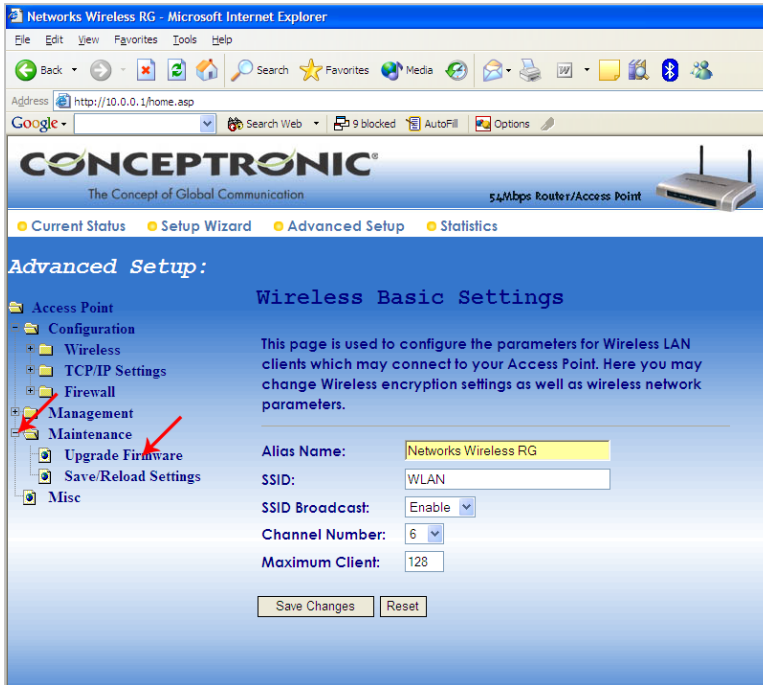 Networks Wireless RG - Microsoft Internet Explorer
File Edit View Favorites Tools Help
Back Search Favorites Media
Address http://10.0.0.1/home.asp
Google Search Web 9 blocked AutoFill Options
CONCEPTRONIC®
The Concept of Global Communication
54Mbps Router/Access Point
Current Status Setup Wizard Advanced Setup Statistics
Advanced Setup:
Access Point
Configuration
Wireless
TCP/IP Settings
Firewall
Management
Maintenance
Upgrade Firmware
Save/Reload Settings
Misc
Wireless Basic Settings
This page is used to configure the parameters for Wireless LAN
clients which may connect to your Access Point. Here you may
change Wireless encryption settings as well as wireless network
parameters.
Alias Name: Networks Wireless RG
SSID: WLAN
SSID Broadcast: Enable
Channel Number: 6
Maximum Client: 128
Save Changes Reset